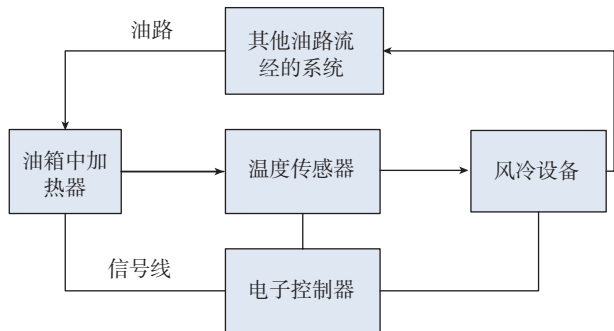 油路
其他油路流
经的系统
油箱中加
热器
温度传感器
风冷设备
信号线
电子控制器